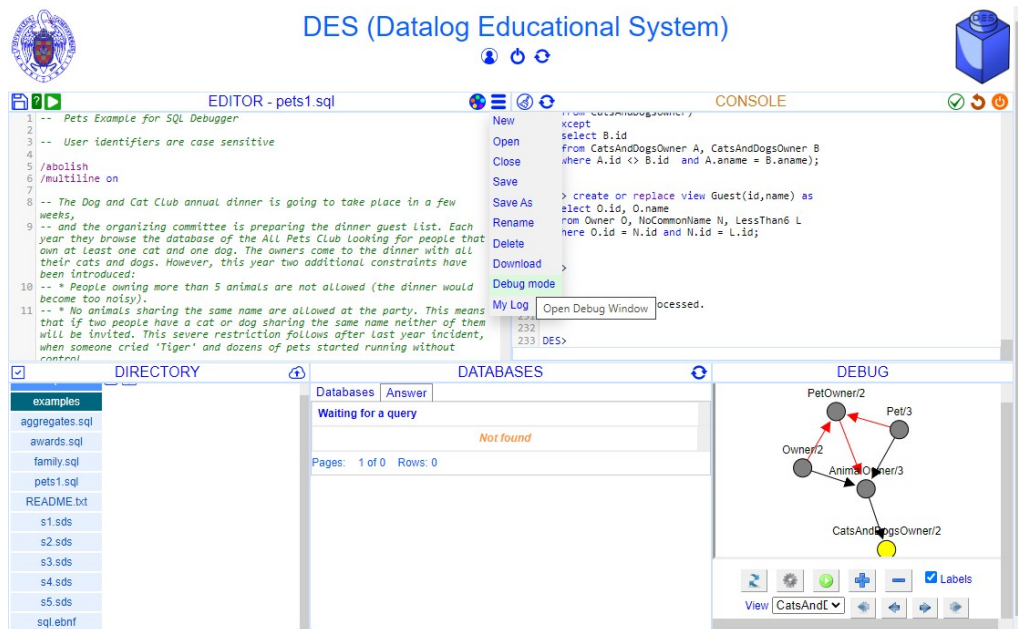 DES (Datalog Educational System)
DES
EDITOR - pets1.sql
CONSOLE
1 -- Pets Example for SQL Debugger
2
3 -- User identifiers are case sensitive
4
5 /abolish
6 /multiline on
7
8 -- The Dog and Cat Club annual dinner is going to take place in a few
weeks,
9 -- and the organizing committee is preparing the dinner guest list. Each
year they browse the database of the All Pets Club looking for people that
own at least one cat and one dog. The owners come to the dinner with all
their cats and dogs. However, this year two additional constraints have
been introduced:
10 -- * People owning more than 5 animals are not allowed (the dinner would
become too noisy).
11 -- * No animals sharing the same name are allowed at the party. This means
that if two people have a cat or dog sharing the same name neither of them
will be invited. This severe restriction follows after last year incident,
when someone cried 'Tiger' and dozens of pets started running without
control
New
Open
Close
Save
Save As
Rename
Delete
Download
Debug mode
My Log
Open Debug Window
from CatsAndDogsOwner)
xcept
select B.id
from CatsAndDogsOwner A, CatsAndDogsOwner B
where A.id <> B.id and A.aname = B.aname);
> create or replace view Guest(id,name) as
elect O.id, O.name
rom Owner O, NoCommonName N, LessThan6 L
here O.id = N.id and N.id = L.id;
>
ocessed.
231
232
233 DES>
DIRECTORY
examples
aggregates.sql
awards.sql
family.sql
pets1.sql
README.txt
s1.sds
s2.sds
s3.sds
s4.sds
s5.sds
sql.ebnf
DATABASES
Databases Answer
Waiting for a query
Not found
Pages: 1 of 0 Rows: 0
DEBUG
PetOwner/2
Pet/3
Owner/2
AnimalOwner/3
CatsAndDogsOwner/2
Labels
View CatsAndD